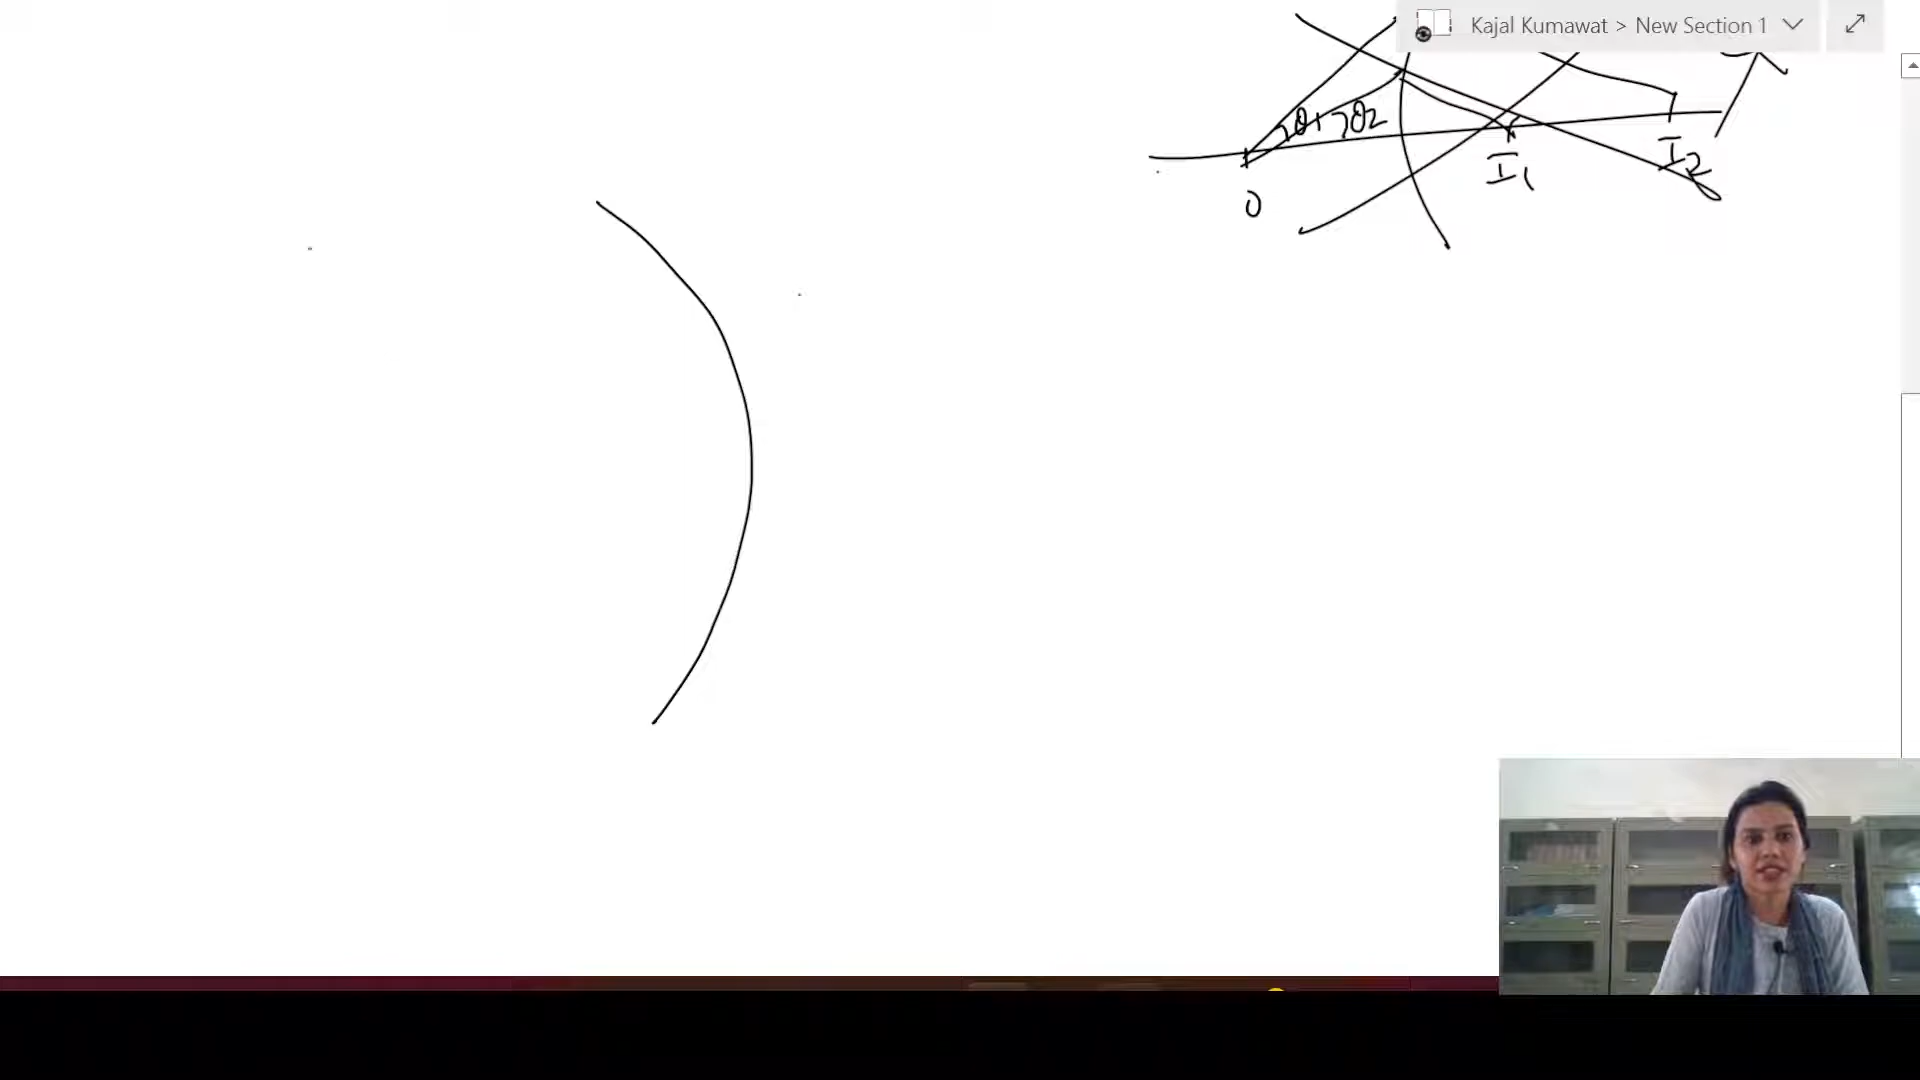 Kajal Kumawat > New Section 1
θ1 θ2
I1
I2
O